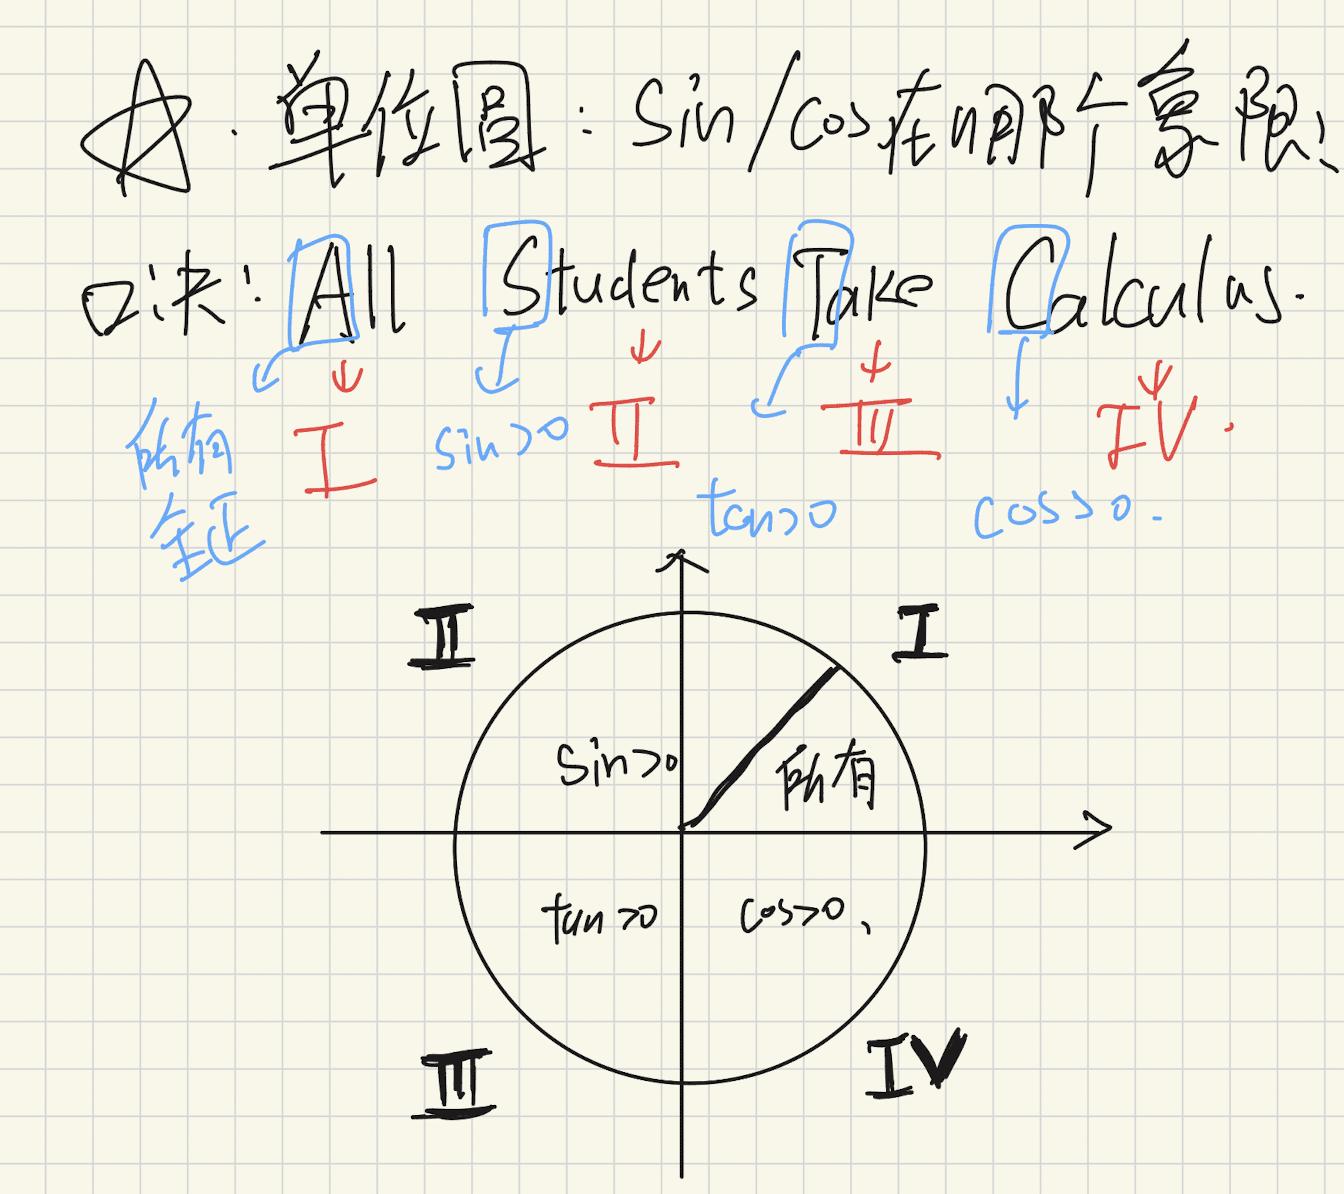 ☆.单位圆:Sin/cos在哪个象限!
口诀:All Students Take Calculus.
所有 I sin>0 II III IV.
全正 tan>0 cos>0.
II I
sin>0 所有
tan>0 cos>0、
III IV